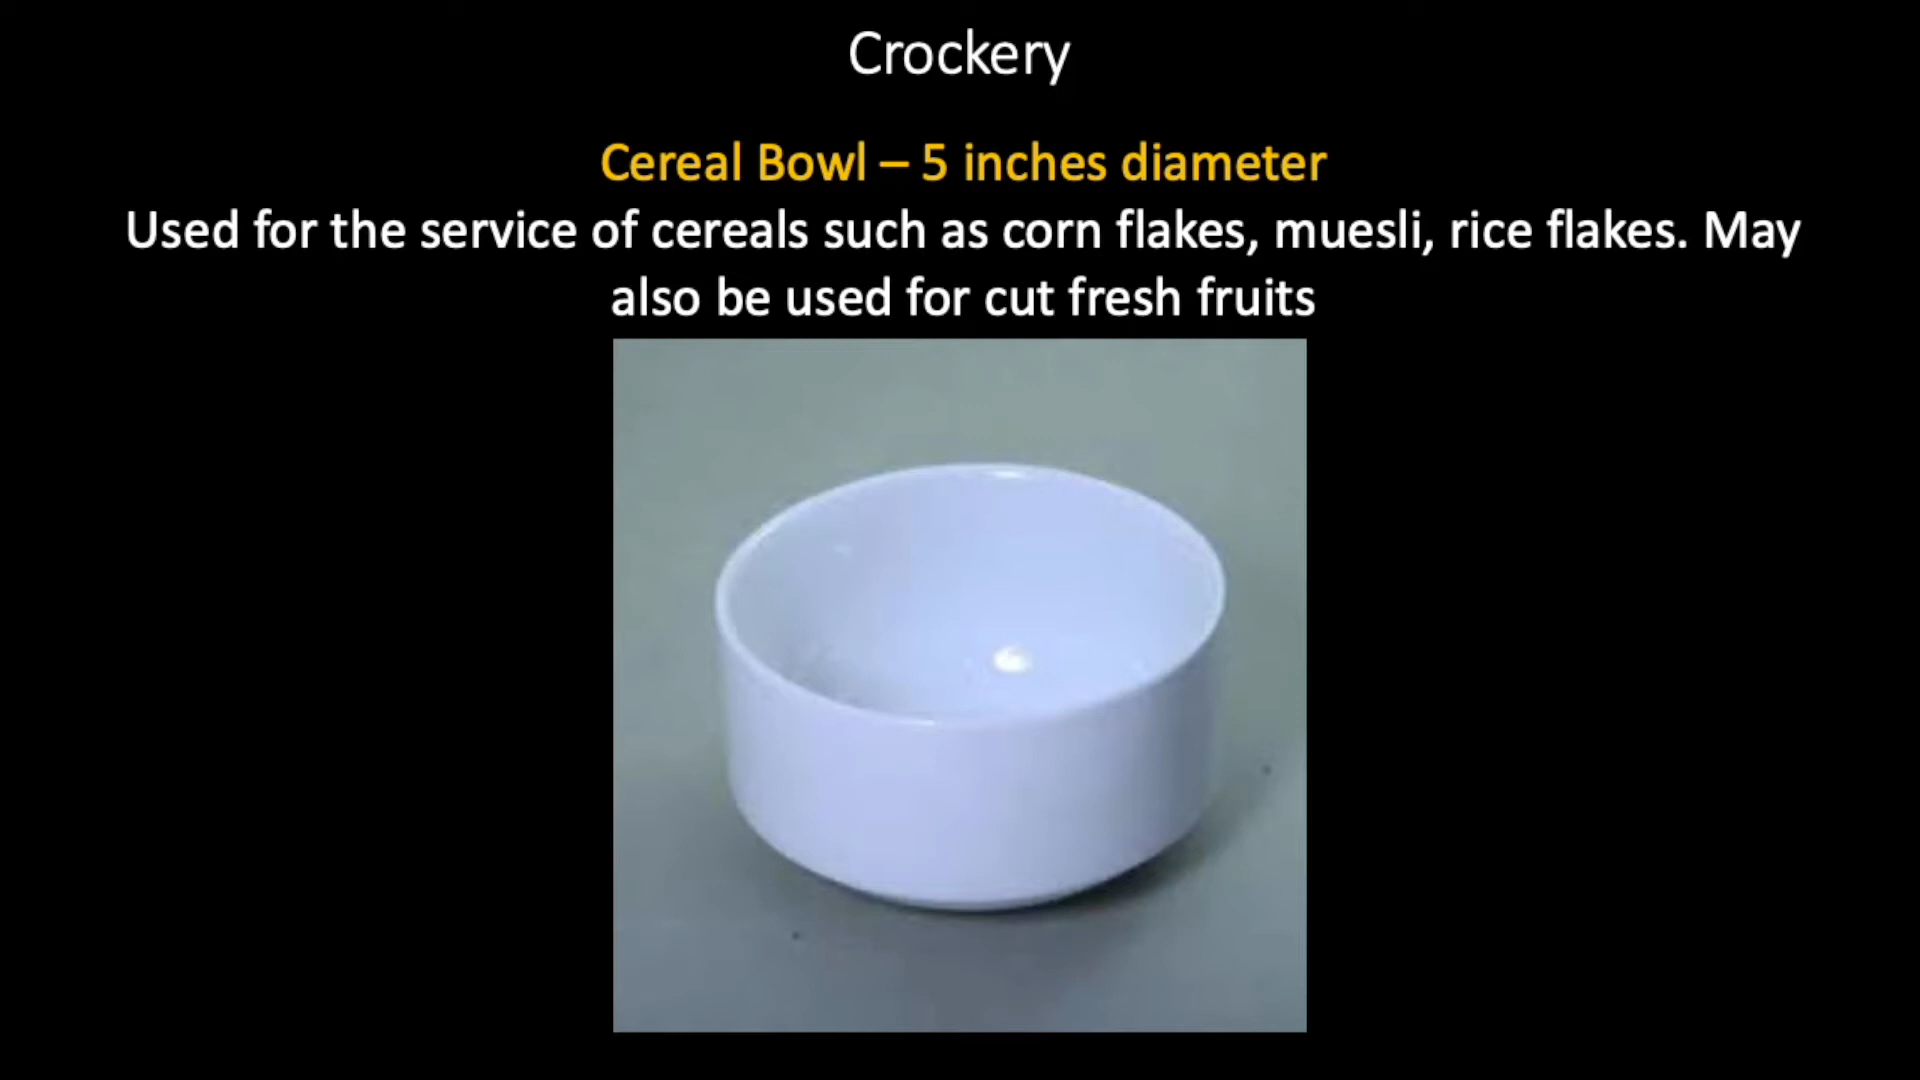 Crockery
Cereal Bowl – 5 inches diameter
Used for the service of cereals such as corn flakes, muesli, rice flakes. May
also be used for cut fresh fruits